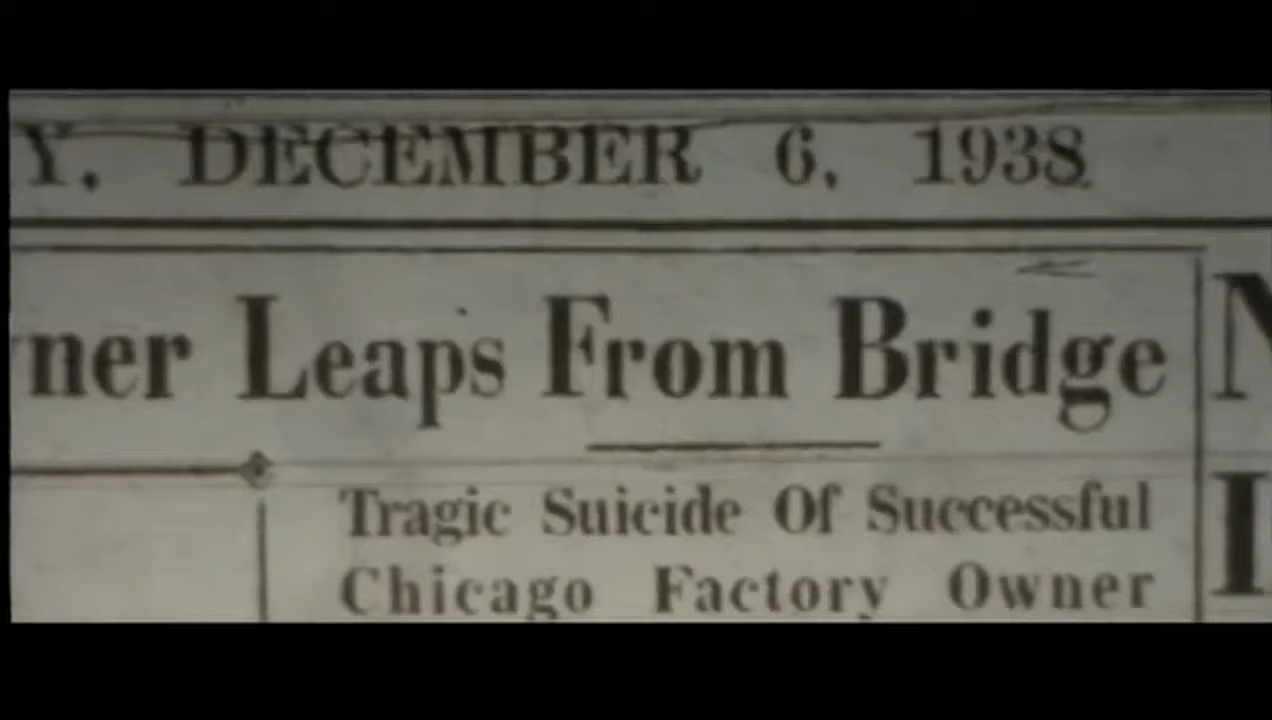 Y, DECEMBER 6, 1938
ner Leaps From Bridge
Tragic Suicide Of Successful
Chicago Factory Owner